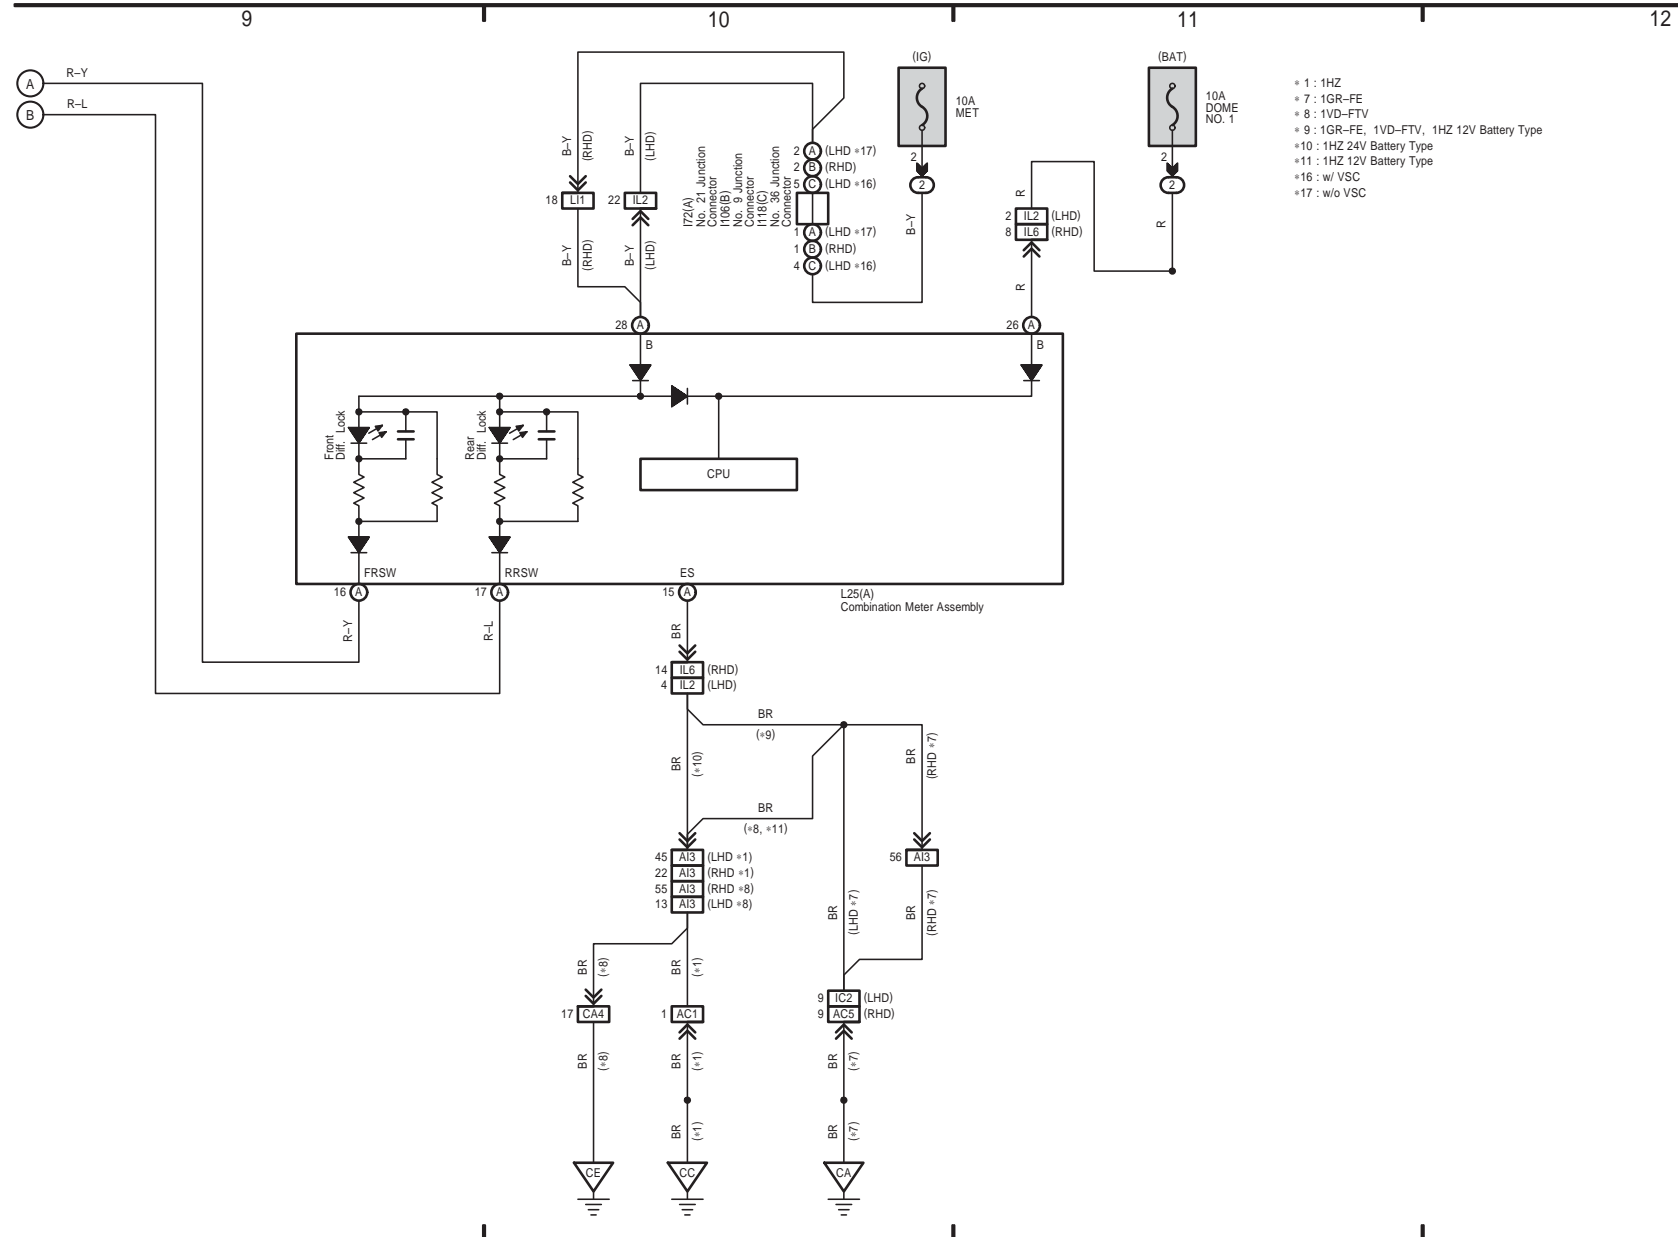 9
10
11
12
A
R–Y
B
R–L
(IG)
10A
MET
2
2
B–Y
(BAT)
10A
DOME
NO. 1
2
2
R
∗ 1 : 1HZ
∗ 7 : 1GR–FE
∗ 8 : 1VD–FTV
∗ 9 : 1GR–FE, 1VD–FTV, 1HZ 12V Battery Type
∗10 : 1HZ 24V Battery Type
∗11 : 1HZ 12V Battery Type
∗16 : w/ VSC
∗17 : w/o VSC
B–Y
(RHD)
B–Y
(LHD)
18 LI1
22 IL2
B–Y
(RHD)
B–Y
(LHD)
I72(A)
No. 21 Junction
Connector
I106(B)
No. 9 Junction
Connector
I118(C)
No. 36 Junction
Connector
2 A (LHD ∗17)
2 B (RHD)
5 C (LHD ∗16)
1 A (LHD ∗17)
1 B (RHD)
4 C (LHD ∗16)
R
2 IL2 (LHD)
8 IL6 (RHD)
R
28 A
B
26 A
B
Front
Diff. Lock
Rear
Diff. Lock
CPU
FRSW
RRSW
ES
16 A
17 A
15 A
L25(A)
Combination Meter Assembly
R–Y
R–L
BR
14 IL6 (RHD)
4 IL2 (LHD)
BR
(∗9)
BR
(∗10)
BR
(RHD ∗7)
BR
(∗8, ∗11)
45 AI3 (LHD ∗1)
22 AI3 (RHD ∗1)
55 AI3 (RHD ∗8)
13 AI3 (LHD ∗8)
56 AI3
BR
(LHD ∗7)
BR
(RHD ∗7)
BR
(∗8)
BR
(∗1)
17 CA4
1 AC1
9 IC2 (LHD)
9 AC5 (RHD)
BR
(∗8)
BR
(∗1)
BR
(∗7)
BR
(∗1)
BR
(∗7)
CE
CC
CA